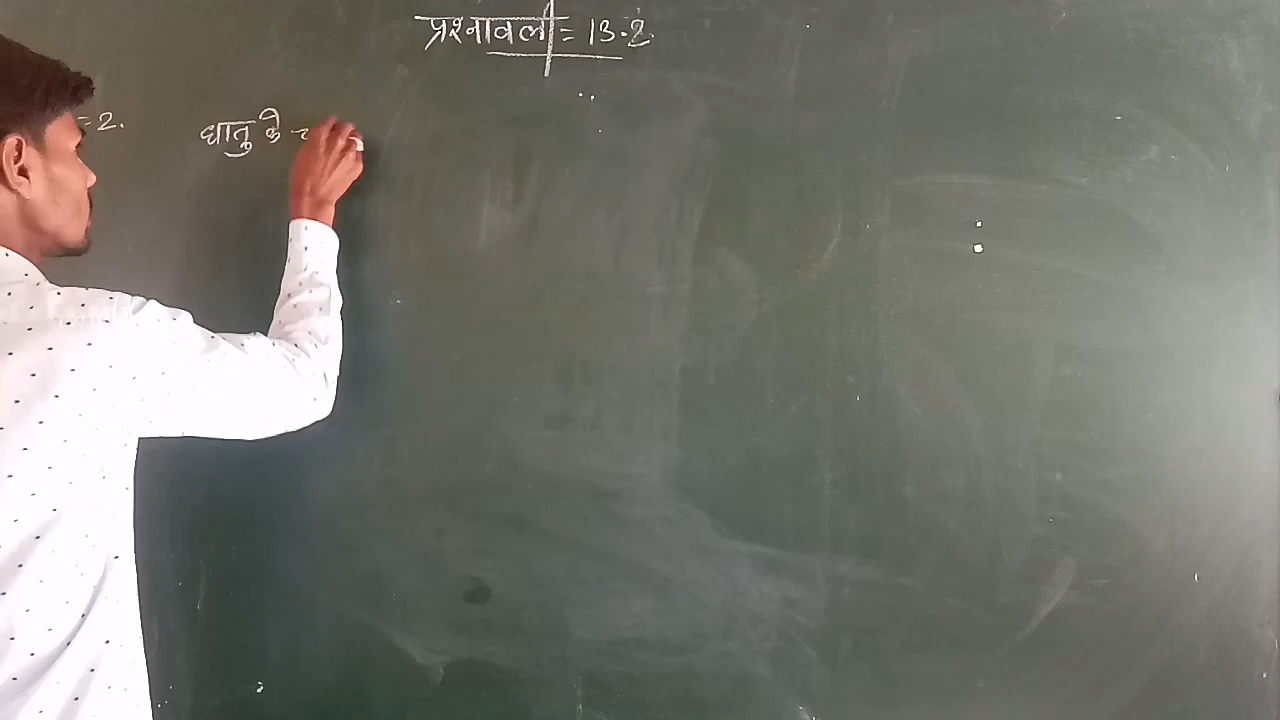 प्रश्नावली = 13.2
=2. धातु के